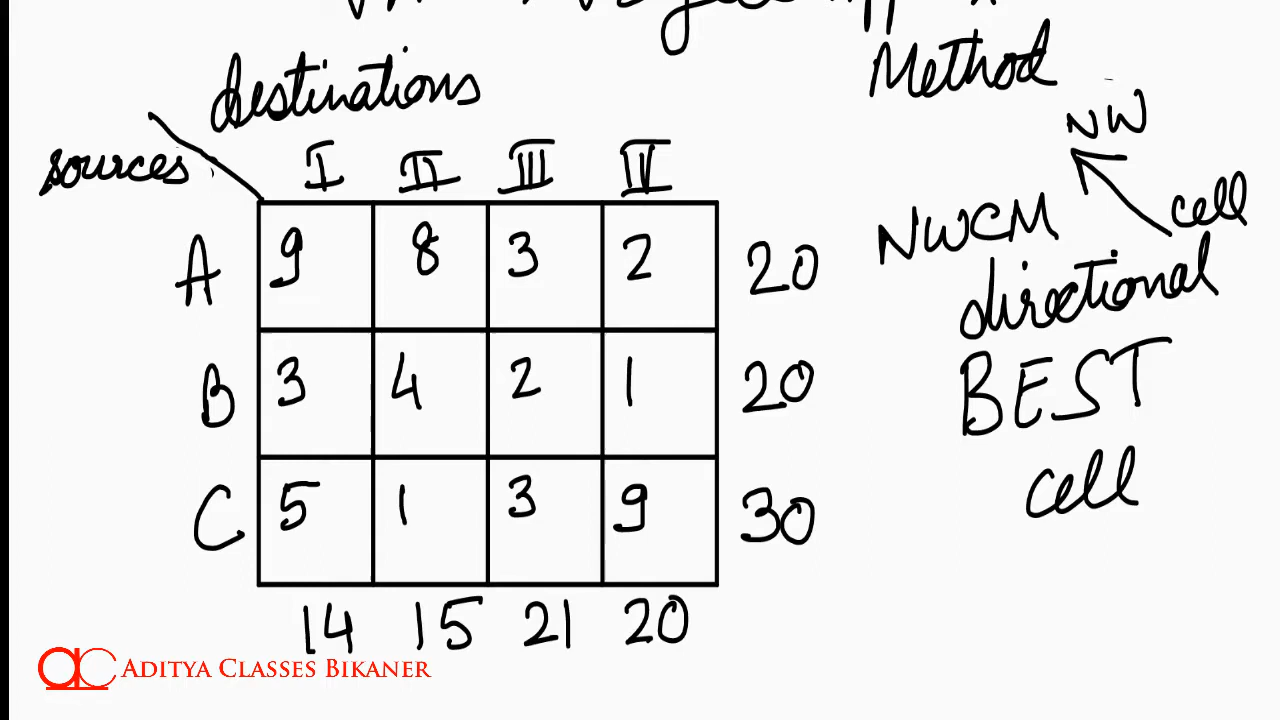 Method
destinations
sources
I II III IV
A 9 8 3 2 20
B 3 4 2 1 20
C 5 1 3 9 30
14 15 21 20
NW
cell
NWCM
directional
BEST
cell
AC ADITYA CLASSES BIKANER